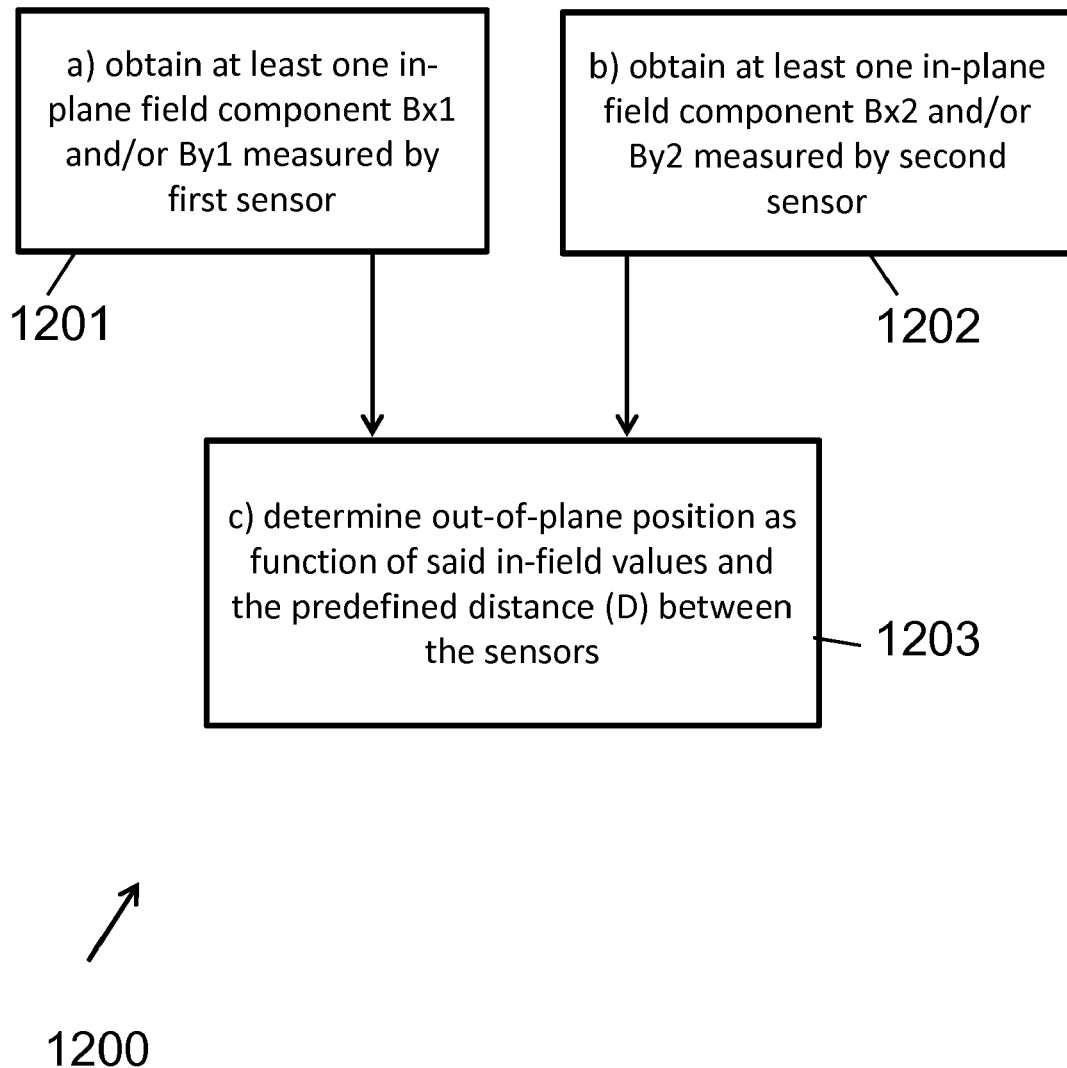 a) obtain at least one in-
plane field component Bx1
and/or By1 measured by
first sensor
1201
b) obtain at least one in-plane
field component Bx2 and/or
By2 measured by second
sensor
1202
c) determine out-of-plane position as
function of said in-field values and
the predefined distance (D) between
the sensors
1203
1200